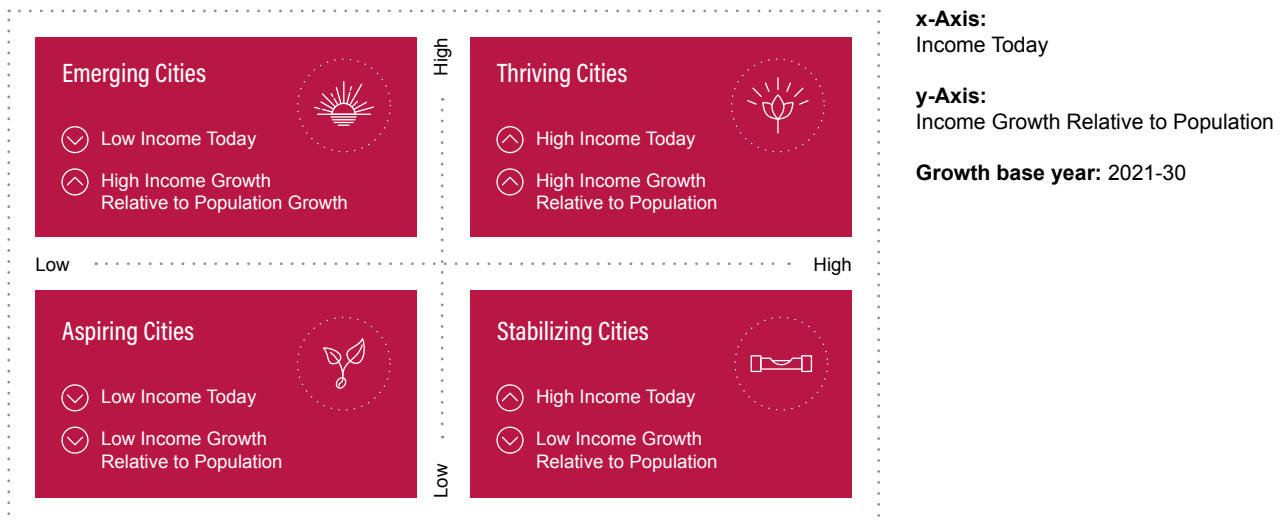 High
Emerging Cities
Low Income Today
High Income Growth
Relative to Population Growth
Thriving Cities
High Income Today
High Income Growth
Relative to Population
Low
High
Aspiring Cities
Low Income Today
Low Income Growth
Relative to Population
Stabilizing Cities
High Income Today
Low Income Growth
Relative to Population
Low
x-Axis:
Income Today
y-Axis:
Income Growth Relative to Population
Growth base year: 2021-30